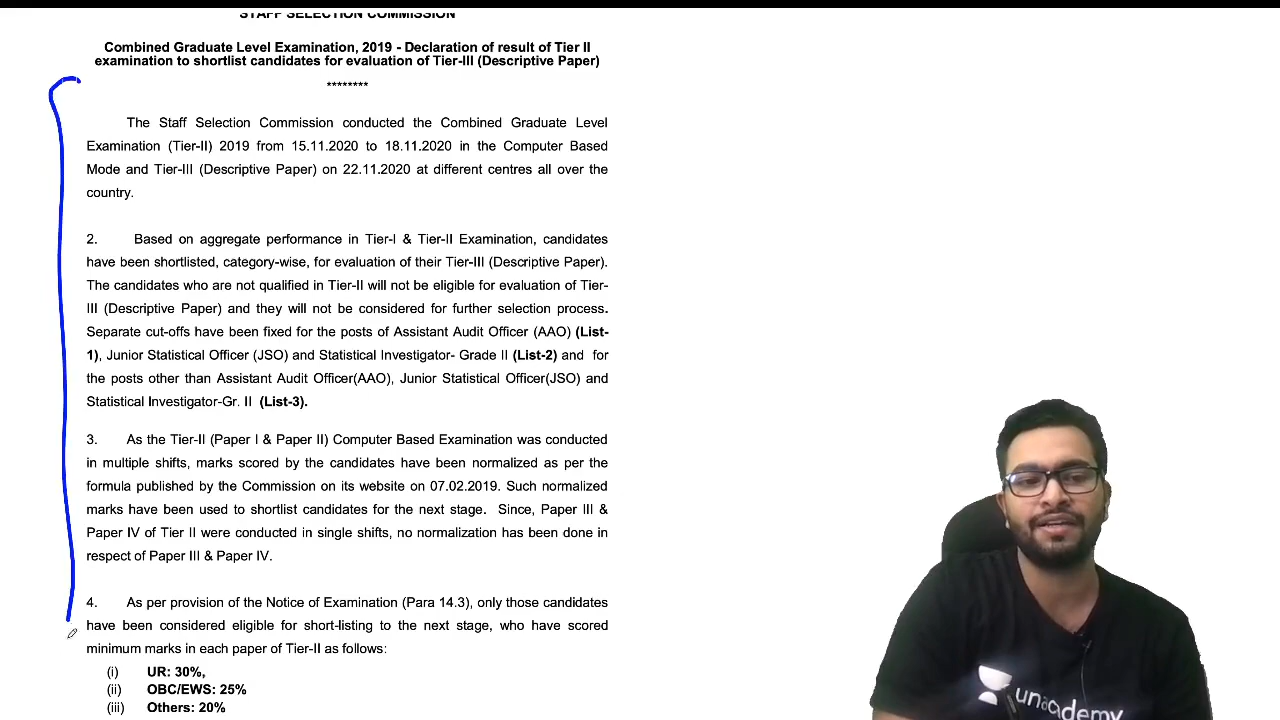 STAFF SELECTION COMMISSION
Combined Graduate Level Examination, 2019 - Declaration of result of Tier II
examination to shortlist candidates for evaluation of Tier-III (Descriptive Paper)
********
The Staff Selection Commission conducted the Combined Graduate Level
Examination (Tier-II) 2019 from 15.11.2020 to 18.11.2020 in the Computer Based
Mode and Tier-III (Descriptive Paper) on 22.11.2020 at different centres all over the
country.
2. Based on aggregate performance in Tier-I & Tier-II Examination, candidates
have been shortlisted, category-wise, for evaluation of their Tier-III (Descriptive Paper).
The candidates who are not qualified in Tier-II will not be eligible for evaluation of Tier-
III (Descriptive Paper) and they will not be considered for further selection process.
Separate cut-offs have been fixed for the posts of Assistant Audit Officer (AAO) (List-
1), Junior Statistical Officer (JSO) and Statistical Investigator- Grade II (List-2) and for
the posts other than Assistant Audit Officer(AAO), Junior Statistical Officer(JSO) and
Statistical Investigator-Gr. II (List-3).
3. As the Tier-II (Paper I & Paper II) Computer Based Examination was conducted
in multiple shifts, marks scored by the candidates have been normalized as per the
formula published by the Commission on its website on 07.02.2019. Such normalized
marks have been used to shortlist candidates for the next stage. Since, Paper III &
Paper IV of Tier II were conducted in single shifts, no normalization has been done in
respect of Paper III & Paper IV.
4. As per provision of the Notice of Examination (Para 14.3), only those candidates
have been considered eligible for short-listing to the next stage, who have scored
minimum marks in each paper of Tier-II as follows:
(i) UR: 30%,
(ii) OBC/EWS: 25%
(iii) Others: 20%
unacademy